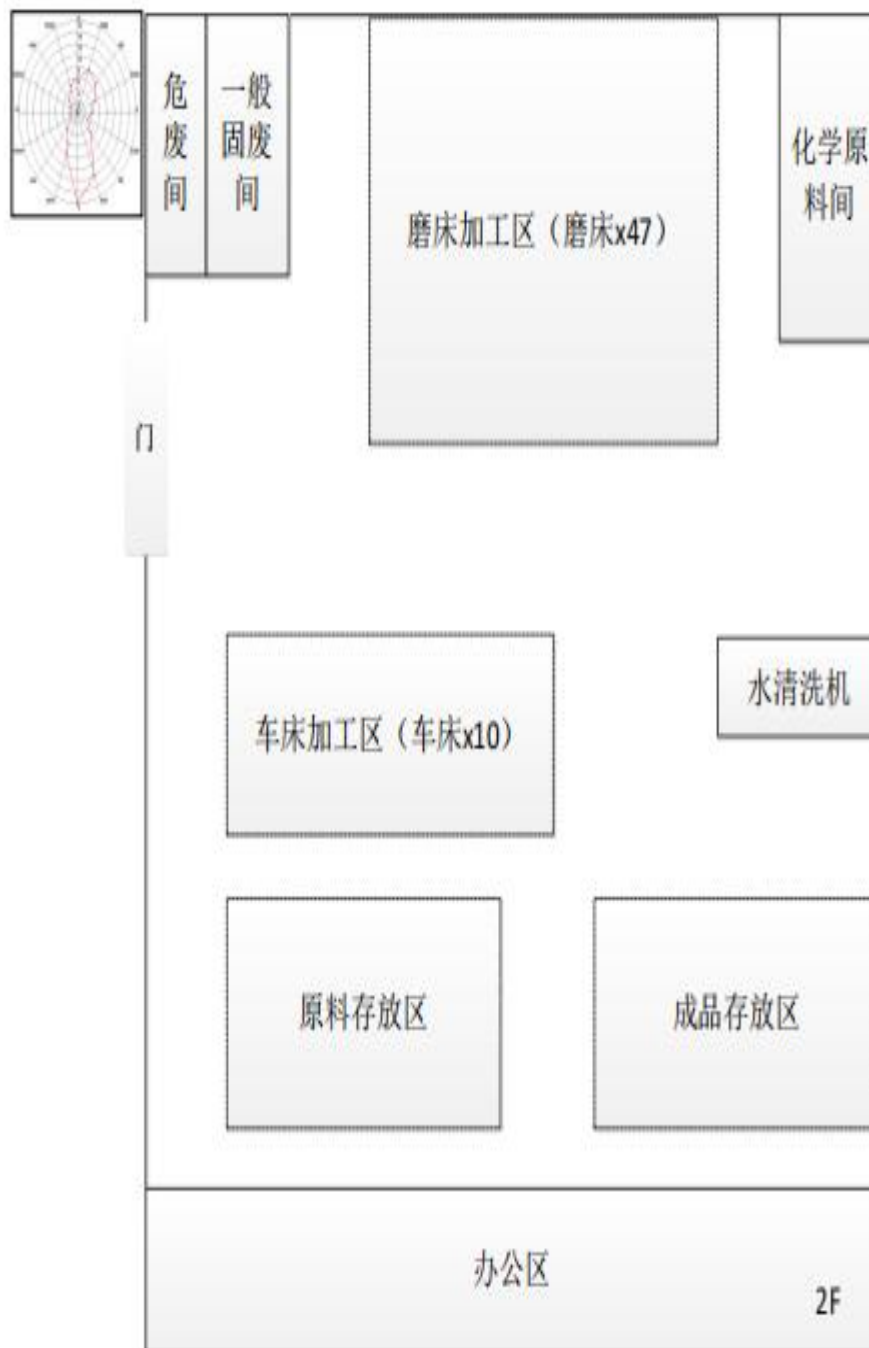 危
废
间
一般
固废
间
磨床加工区（磨床x47）
化学原
料间
门
车床加工区（车床x10）
水清洗机
原料存放区
成品存放区
办公区
2F